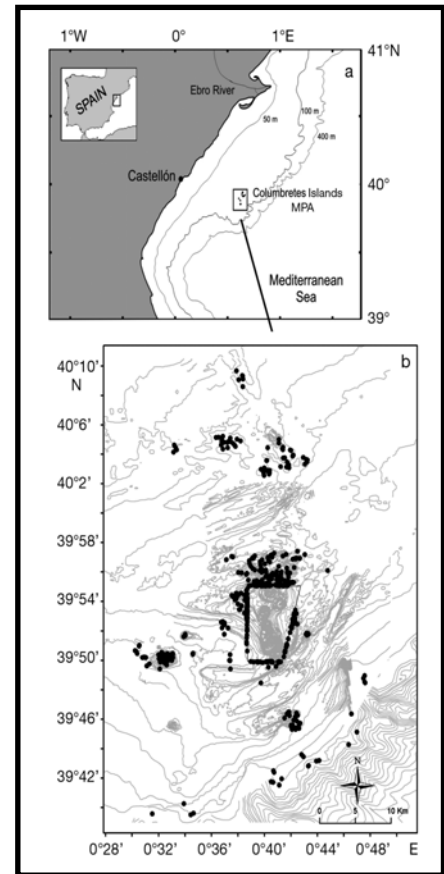 1°W 0° 1°E
41°N
a
Ebro River
SPAIN
50 m
100 m
400 m
Castellón
40°
Columbretes Islands
MPA
Mediterranean
Sea
39°
b
40°10'
N
40°6'
40°2'
39°58'
39°54'
39°50'
39°46'
39°42'
N
0 5 10 Km
0°28' 0°32' 0°36' 0°40' 0°44' 0°48' E